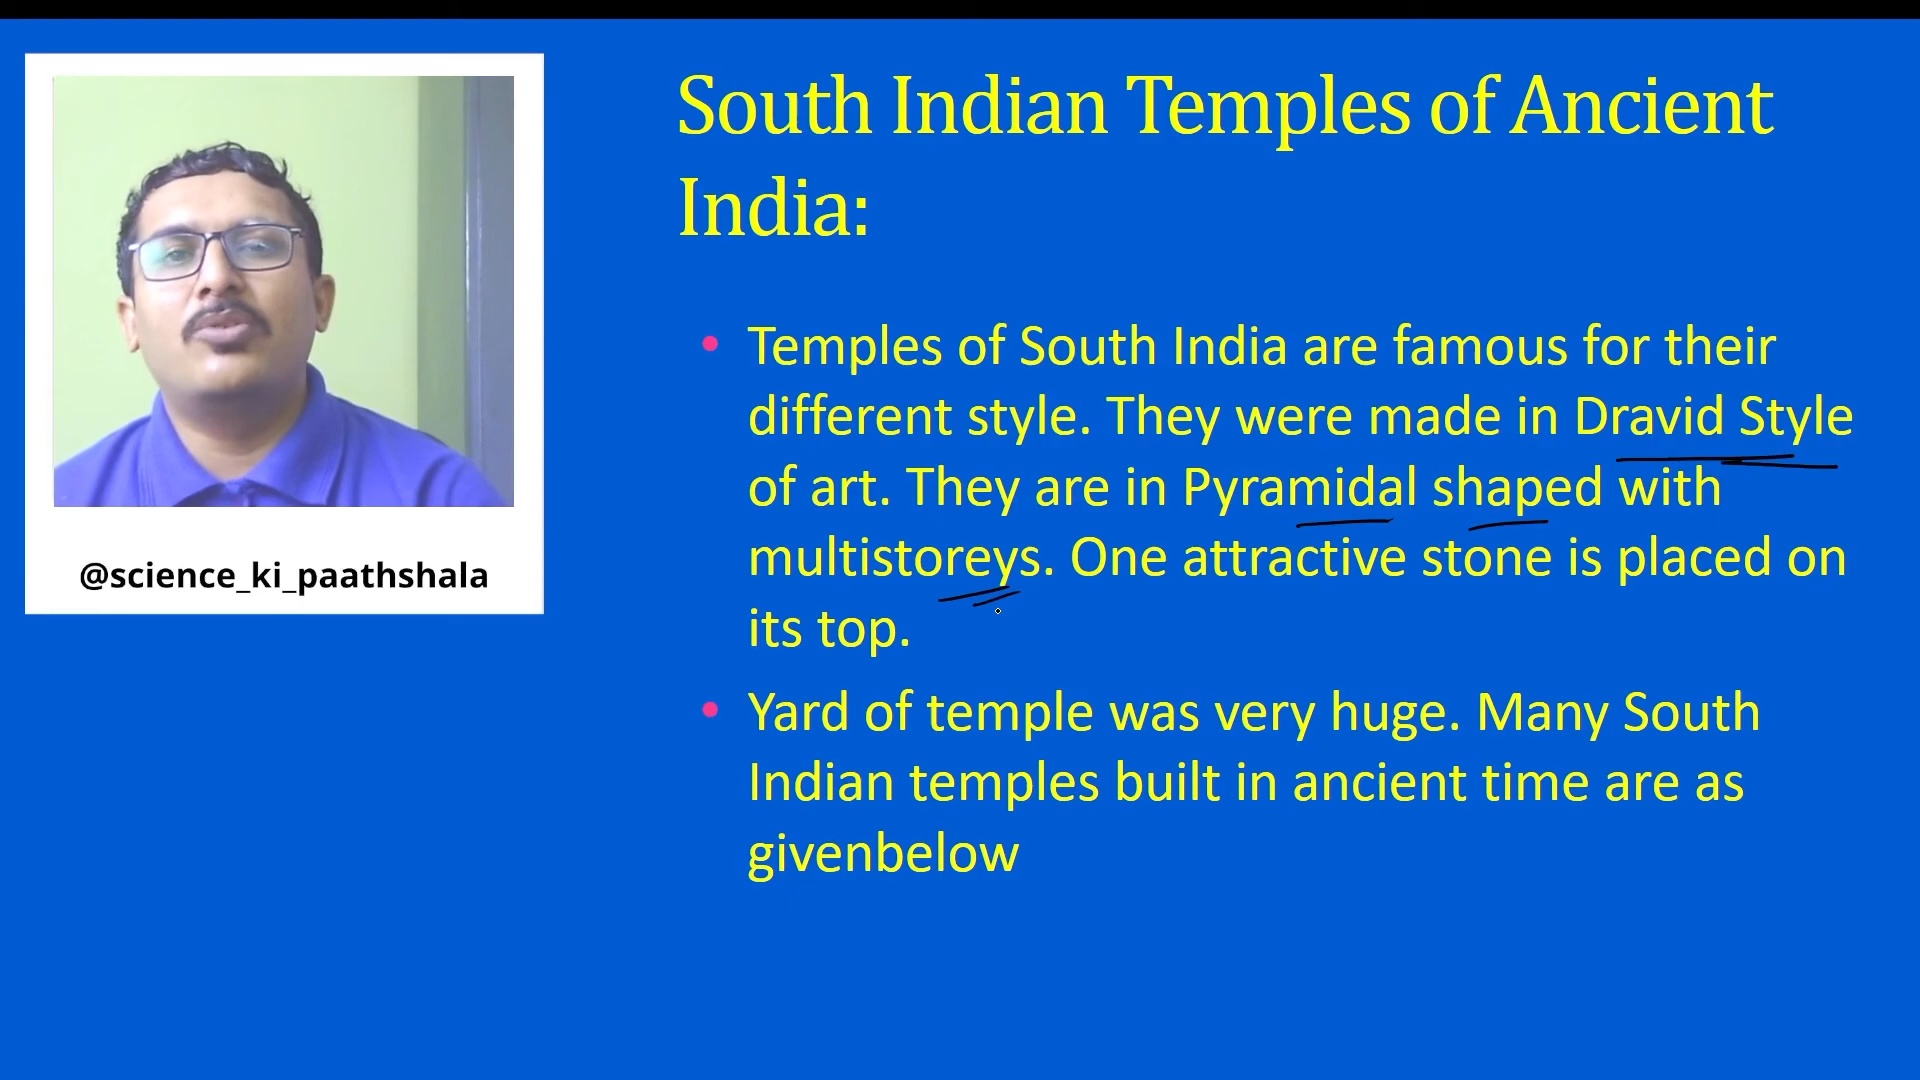 South Indian Temples of Ancient
India:
@science_ki_paathshala
• Temples of South India are famous for their
different style. They were made in Dravid Style
of art. They are in Pyramidal shaped with
multistoreys. One attractive stone is placed on
its top.
• Yard of temple was very huge. Many South
Indian temples built in ancient time are as
givenbelow